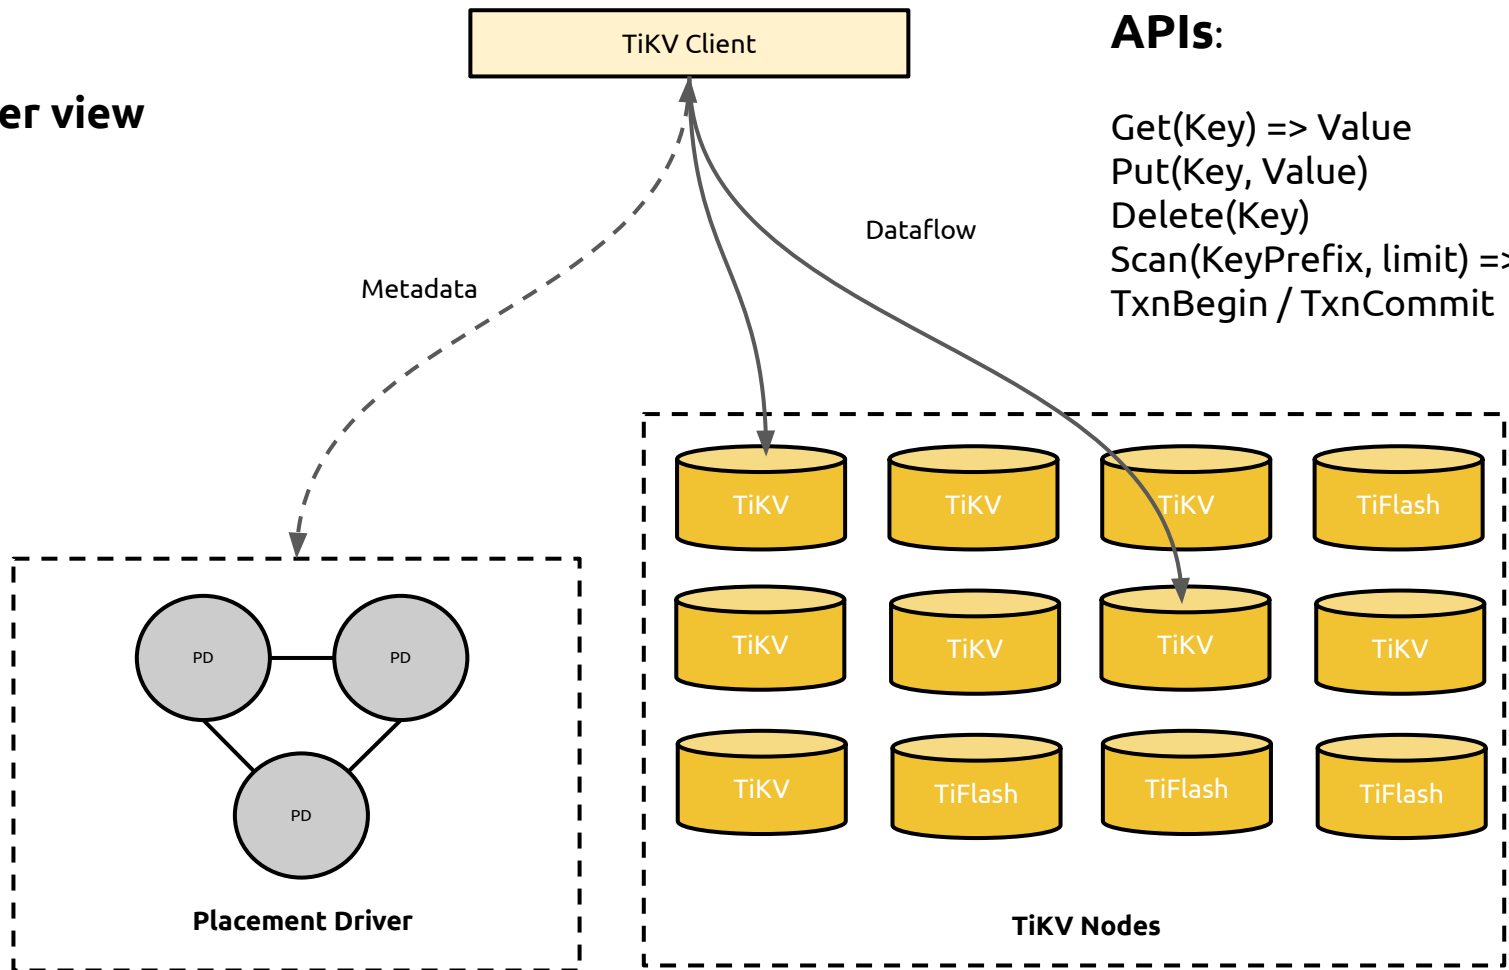 TiKV Client
APIs:
er view
Get(Key) => Value
Put(Key, Value)
Delete(Key)
Scan(KeyPrefix, limit) =>
TxnBegin / TxnCommit
Dataflow
Metadata
TiKV TiKV TiKV TiFlash
TiKV TiKV TiKV TiKV
TiKV TiFlash TiFlash TiFlash
PD PD
PD
Placement Driver
TiKV Nodes